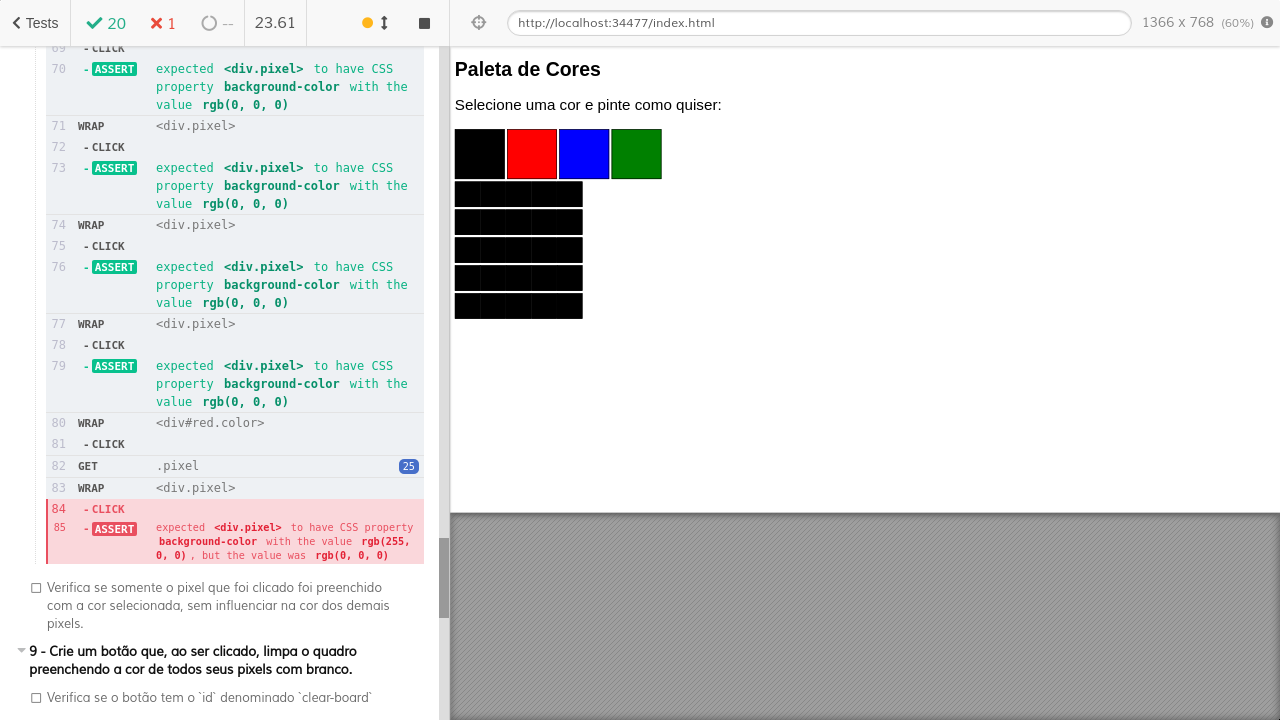 Tests 20 1 -- 23.61 http://localhost:34477/index.html 1366 x 768 (60%)
69 - CLICK
70 - ASSERT expected <div.pixel> to have CSS
property background-color with the
value rgb(0, 0, 0)
71 WRAP <div.pixel>
72 - CLICK
73 - ASSERT expected <div.pixel> to have CSS
property background-color with the
value rgb(0, 0, 0)
74 WRAP <div.pixel>
75 - CLICK
76 - ASSERT expected <div.pixel> to have CSS
property background-color with the
value rgb(0, 0, 0)
77 WRAP <div.pixel>
78 - CLICK
79 - ASSERT expected <div.pixel> to have CSS
property background-color with the
value rgb(0, 0, 0)
80 WRAP <div#red.color>
81 - CLICK
82 GET .pixel 25
83 WRAP <div.pixel>
84 - CLICK
85 - ASSERT expected <div.pixel> to have CSS property
background-color with the value rgb(255,
0, 0), but the value was rgb(0, 0, 0)
Verifica se somente o pixel que foi clicado foi preenchido
com a cor selecionada, sem influenciar na cor dos demais
pixels.
9 - Crie um botão que, ao ser clicado, limpa o quadro
preenchendo a cor de todos seus pixels com branco.
Verifica se o botão tem o `id` denominado `clear-board`
Paleta de Cores
Selecione uma cor e pinte como quiser: